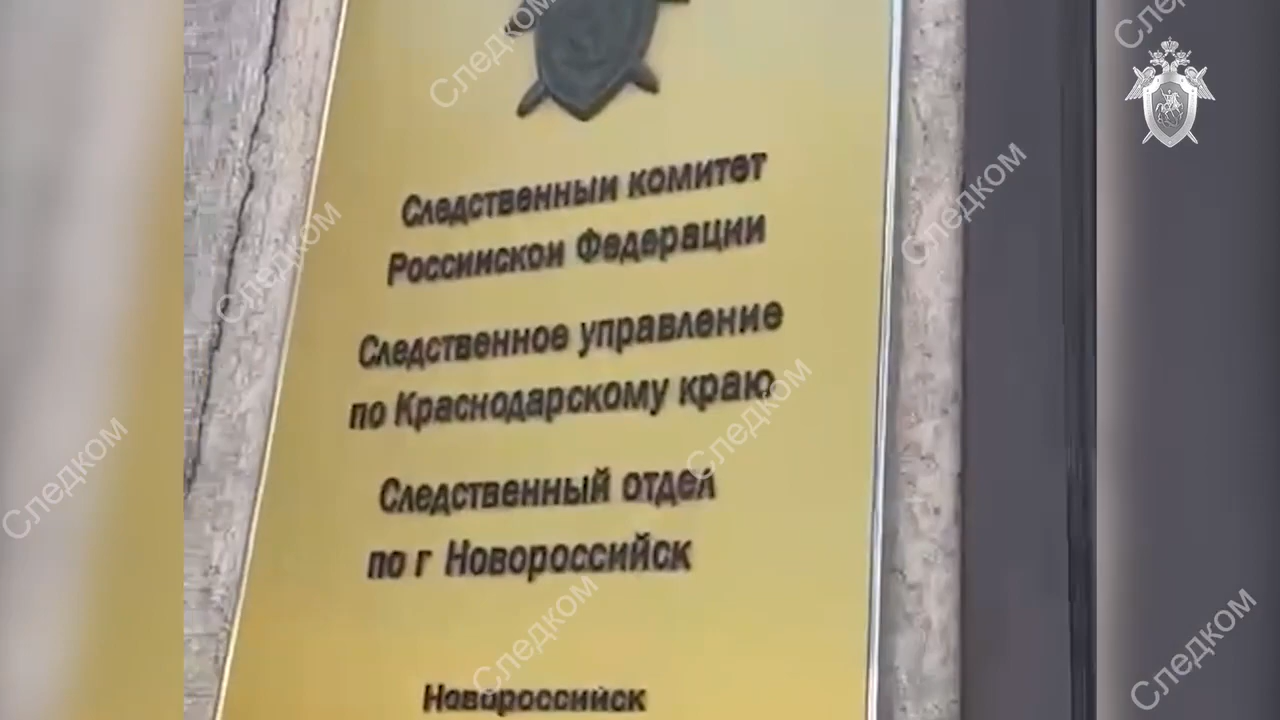 Следственный комитет
Российской Федерации
Следственное управление
по Краснодарскому краю
Следственный отдел
по г Новороссийск
Новороссийск
Следком
Следком
Следком
Следком
Следком
Следком
Следком
Следком